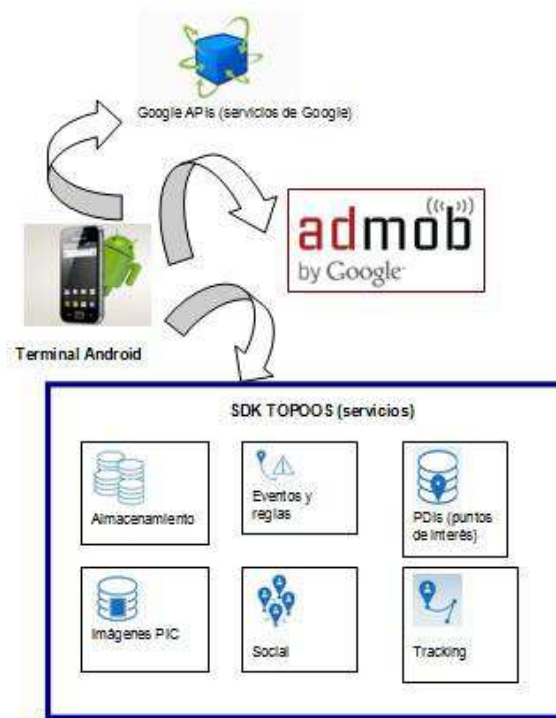 Google APIs (servicios de Google)
admob
by Google
Terminal Android
SDK TOPOOS (servicios)
Almacenamiento
Eventos y
reglas
PDIs (puntos
de interés)
Imágenes PIC
Social
Tracking